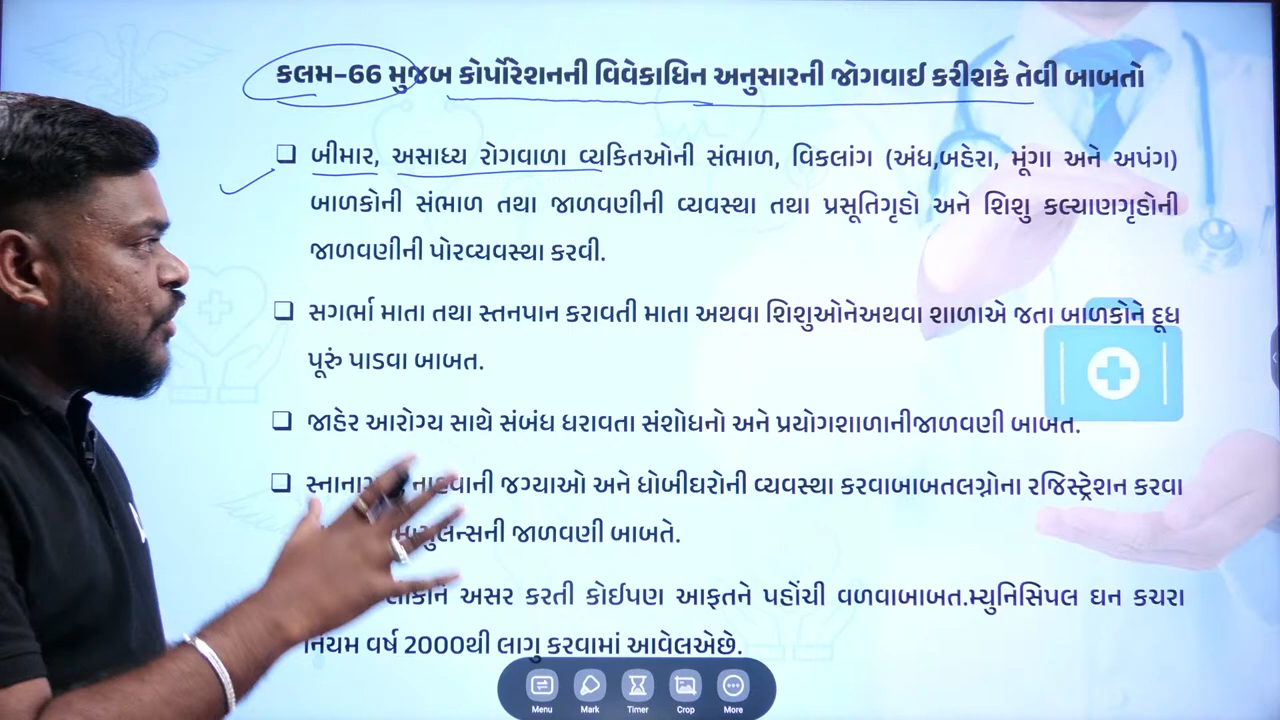 કલમ-66 મુજબ કોર્પોરેશનની વિવેકાધિન અનુસારની જોગવાઈ કરીશકે તેવી બાબતો
બીમાર, અસાધ્ય રોગવાળા વ્યકિતઓની સંભાળ, વિકલાંગ (અંધ,બહેરા, મૂંગા અને અપંગ)
બાળકોની સંભાળ તથા જાળવણીની વ્યવસ્થા તથા પ્રસૂતિગૃહો અને શિશુ કલ્યાણગૃહોની
જાળવણીની પોરવ્યવસ્થા કરવી.
સગર્ભા માતા તથા સ્તનપાન કરાવતી માતા અથવા શિશુઓનેઅથવા શાળાએ જતા બાળકોને દૂધ
પૂરું પાડવા બાબત.
જાહેર આરોગ્ય સાથે સંબંધ ધરાવતા સંશોધનો અને પ્રયોગશાળાનીજાળવણી બાબત.
જગ્યાઓ અને ધોબીઘરોની વ્યવસ્થા કરવાબાબતલગ્નોના રજિસ્ટ્રેશન કરવા
જાળવણી બાબતે.
અસર કરતી કોઈપણ આફતને પહોંચી વળવાબાબત.મ્યુનિસિપલ ઘન કચરા
નિયમ વર્ષ 2000થી લાગુ કરવામાં આવેલએછે.
Menu
Mark
Timer
Crop
More